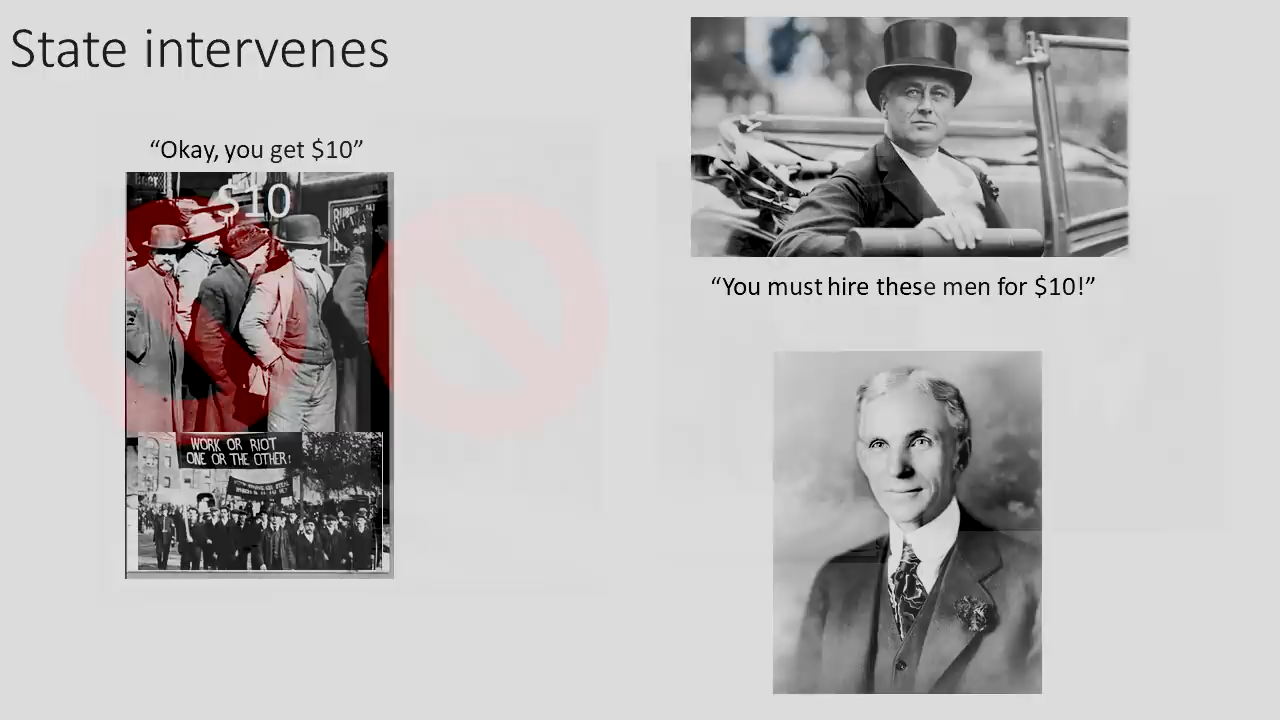 State intervenes
“Okay, you get $10”
$10
WORK OR RIOT
ONE OR THE OTHER!
“You must hire these men for $10!”